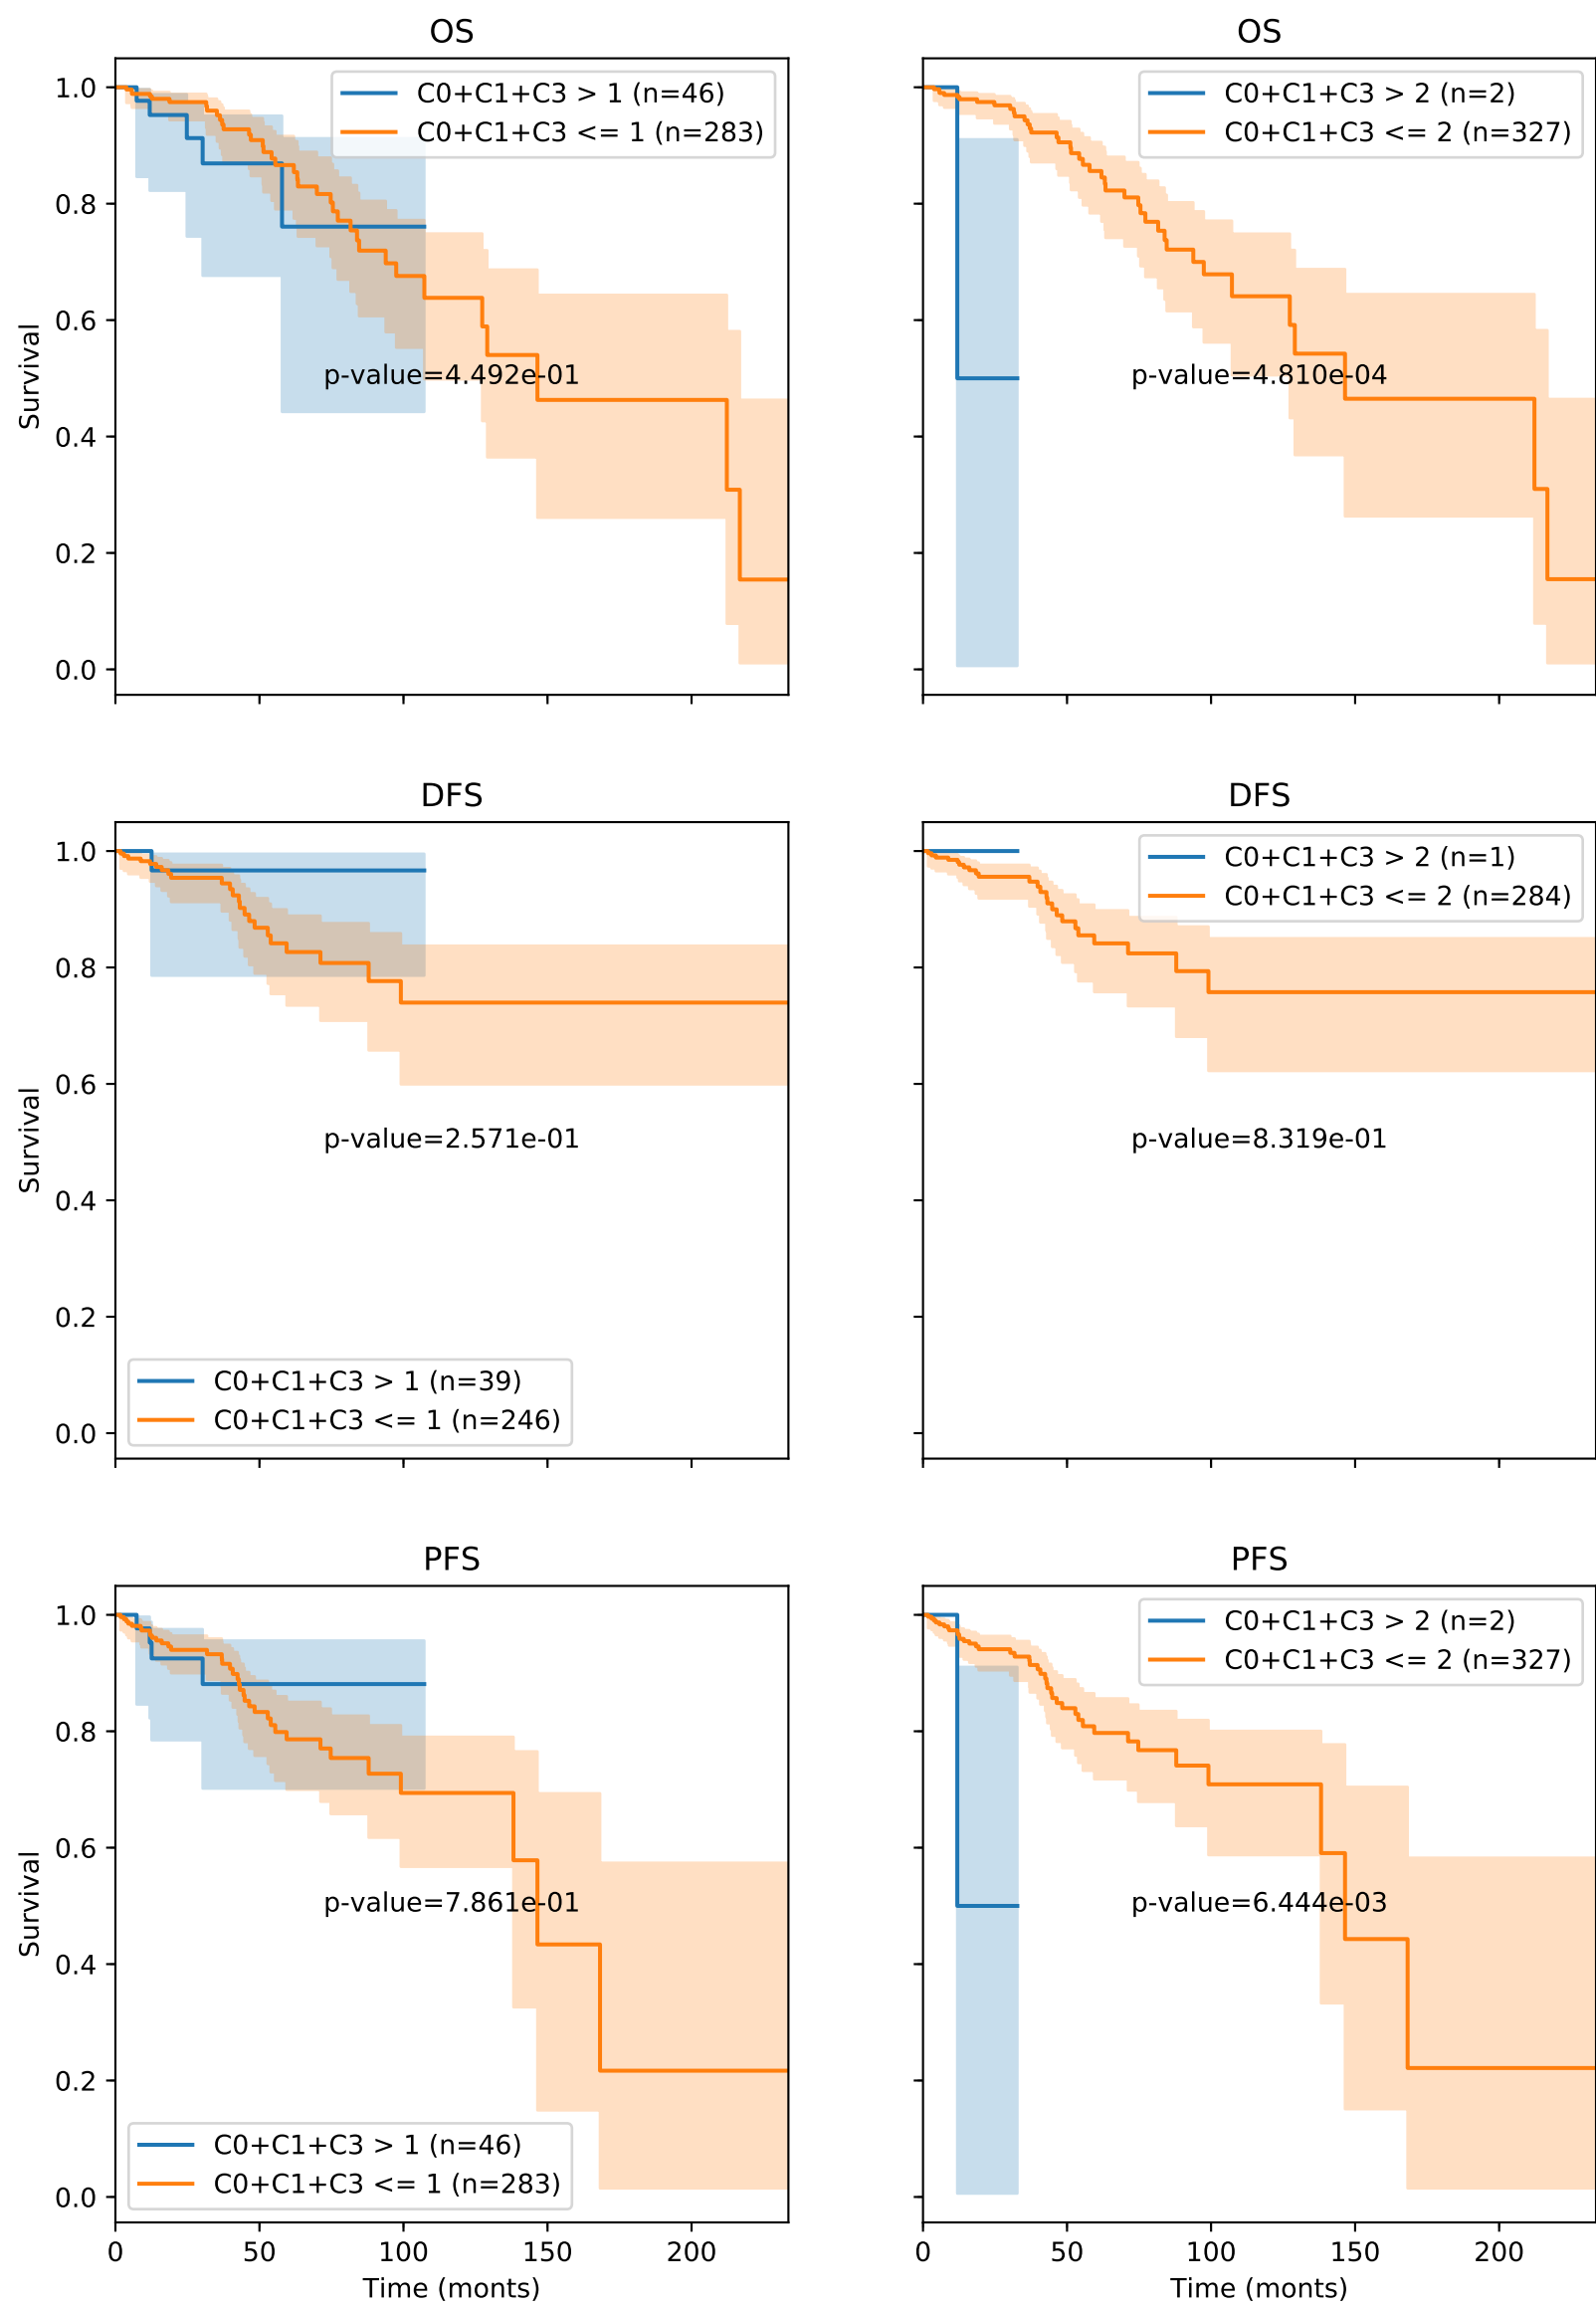 OS
OS
1.0
0.8
0.6
0.4
0.2
0.0
Survival
C0+C1+C3 > 1 (n=46)
C0+C1+C3 <= 1 (n=283)
p-value=4.492e-01
C0+C1+C3 > 2 (n=2)
C0+C1+C3 <= 2 (n=327)
p-value=4.810e-04
DFS
DFS
1.0
0.8
0.6
0.4
0.2
0.0
Survival
p-value=2.571e-01
C0+C1+C3 > 1 (n=39)
C0+C1+C3 <= 1 (n=246)
C0+C1+C3 > 2 (n=1)
C0+C1+C3 <= 2 (n=284)
p-value=8.319e-01
PFS
PFS
1.0
0.8
0.6
0.4
0.2
0.0
Survival
p-value=7.861e-01
C0+C1+C3 > 1 (n=46)
C0+C1+C3 <= 1 (n=283)
C0+C1+C3 > 2 (n=2)
C0+C1+C3 <= 2 (n=327)
p-value=6.444e-03
0 50 100 150 200
Time (monts)
0 50 100 150 200
Time (monts)